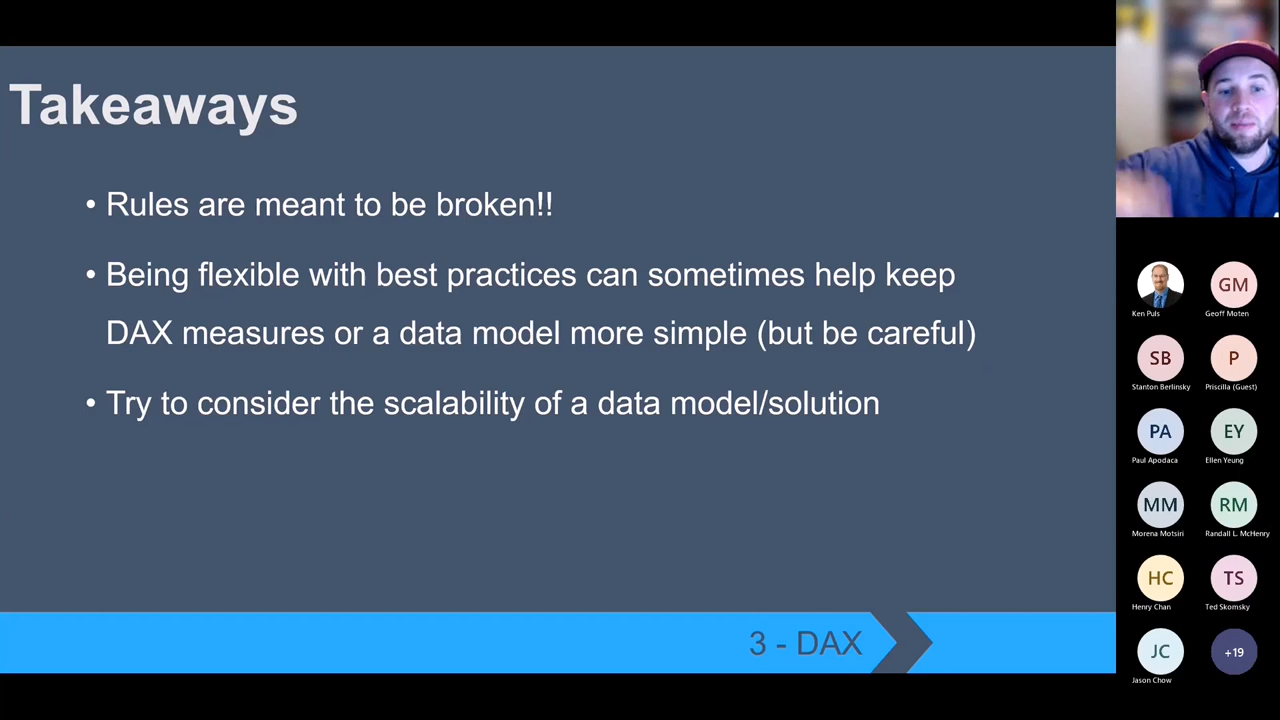 Takeaways
• Rules are meant to be broken!!
• Being flexible with best practices can sometimes help keep
DAX measures or a data model more simple (but be careful)
• Try to consider the scalability of a data model/solution
3 - DAX
Ken Puls
GM
Geoff Moten
SB
Stanton Berlinsky
P
Priscilla (Guest)
PA
Paul Apodaca
EY
Ellen Yeung
MM
Morena Motsiri
RM
Randall L. McHenry
HC
Henry Chan
TS
Ted Skomsky
JC
Jason Chow
+19